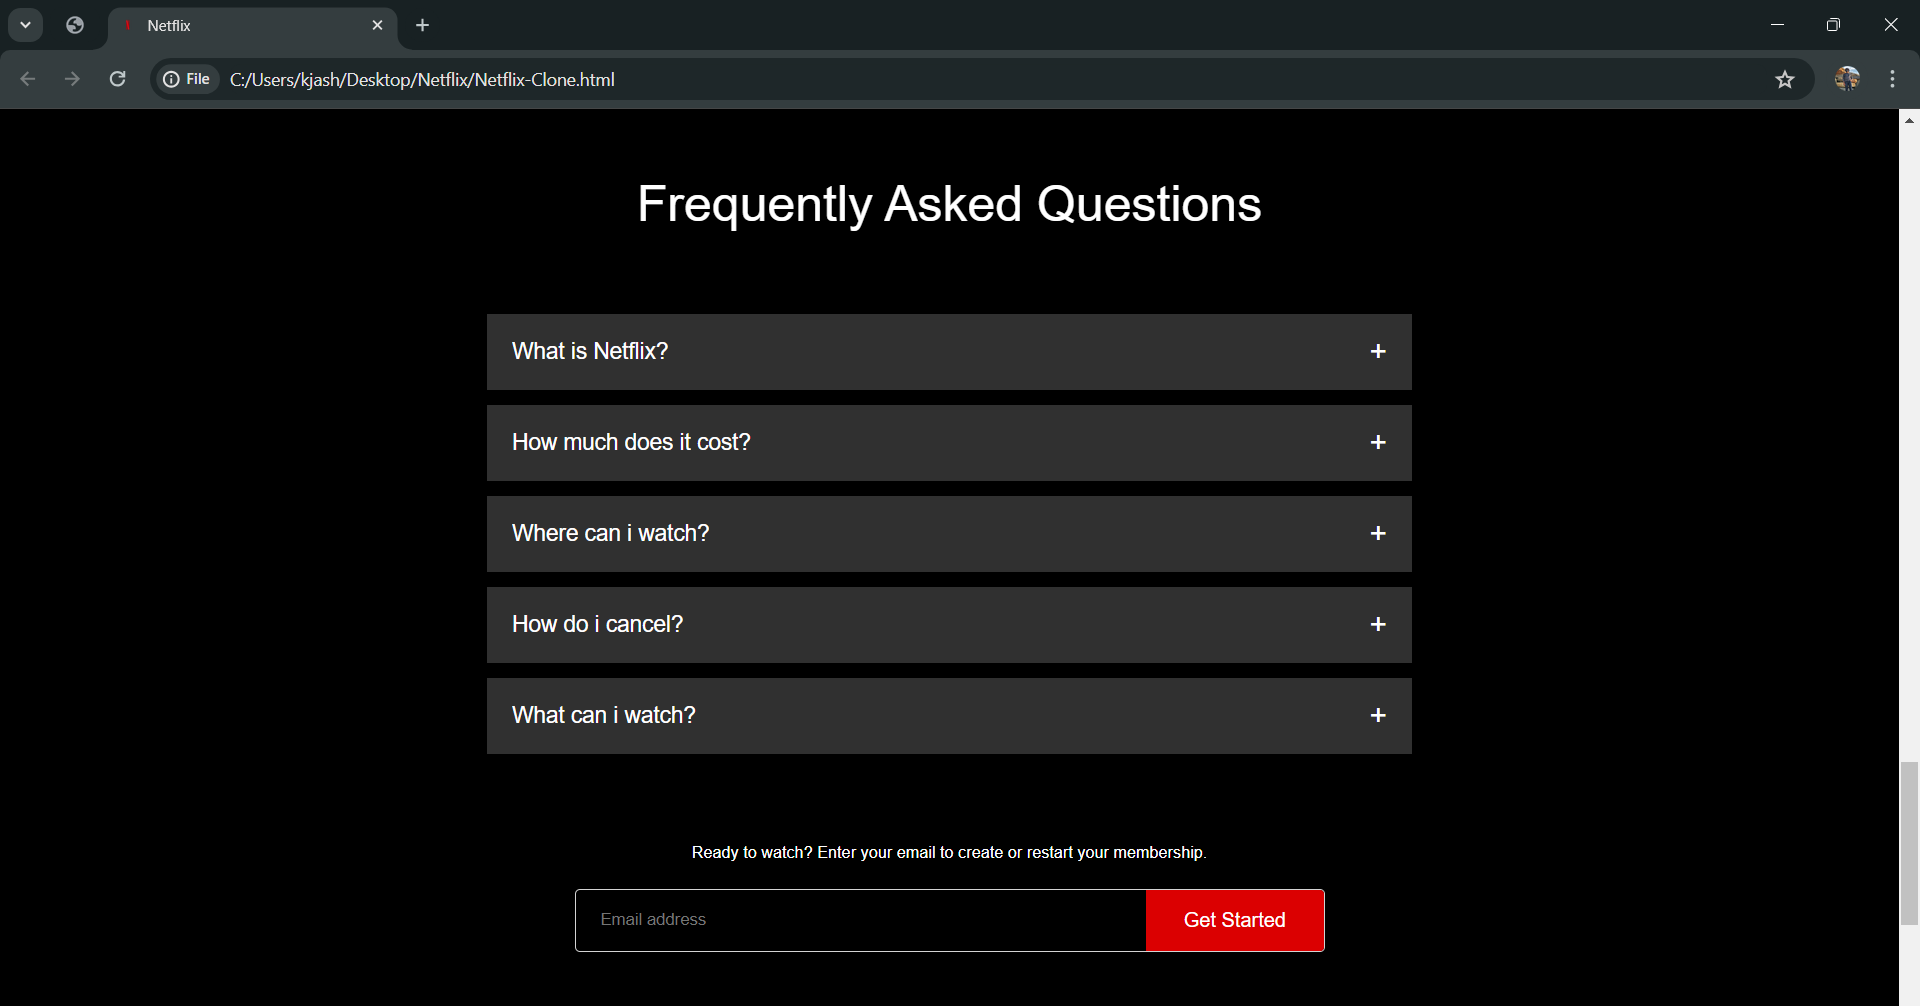 Netflix
File C:/Users/kjash/Desktop/Netflix/Netflix-Clone.html
Frequently Asked Questions
What is Netflix? +
How much does it cost? +
Where can i watch? +
How do i cancel? +
What can i watch? +
Ready to watch? Enter your email to create or restart your membership.
Email address Get Started